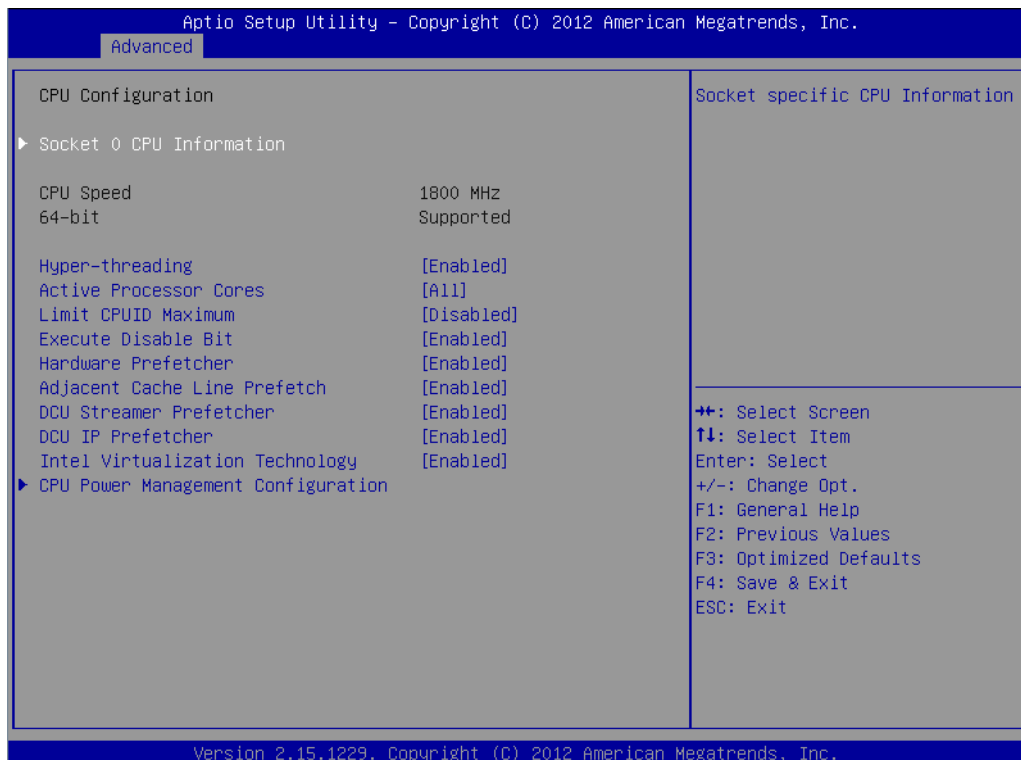 Aptio Setup Utility – Copyright (C) 2012 American Megatrends, Inc.
Advanced
CPU Configuration
Socket 0 CPU Information
CPU Speed 1800 MHz
64-bit Supported
Hyper-threading [Enabled]
Active Processor Cores [All]
Limit CPUID Maximum [Disabled]
Execute Disable Bit [Enabled]
Hardware Prefetcher [Enabled]
Adjacent Cache Line Prefetch [Enabled]
DCU Streamer Prefetcher [Enabled]
DCU IP Prefetcher [Enabled]
Intel Virtualization Technology [Enabled]
CPU Power Management Configuration
Socket specific CPU Information
→←: Select Screen
↑↓: Select Item
Enter: Select
+/-: Change Opt.
F1: General Help
F2: Previous Values
F3: Optimized Defaults
F4: Save & Exit
ESC: Exit
Version 2.15.1229. Copyright (C) 2012 American Megatrends, Inc.